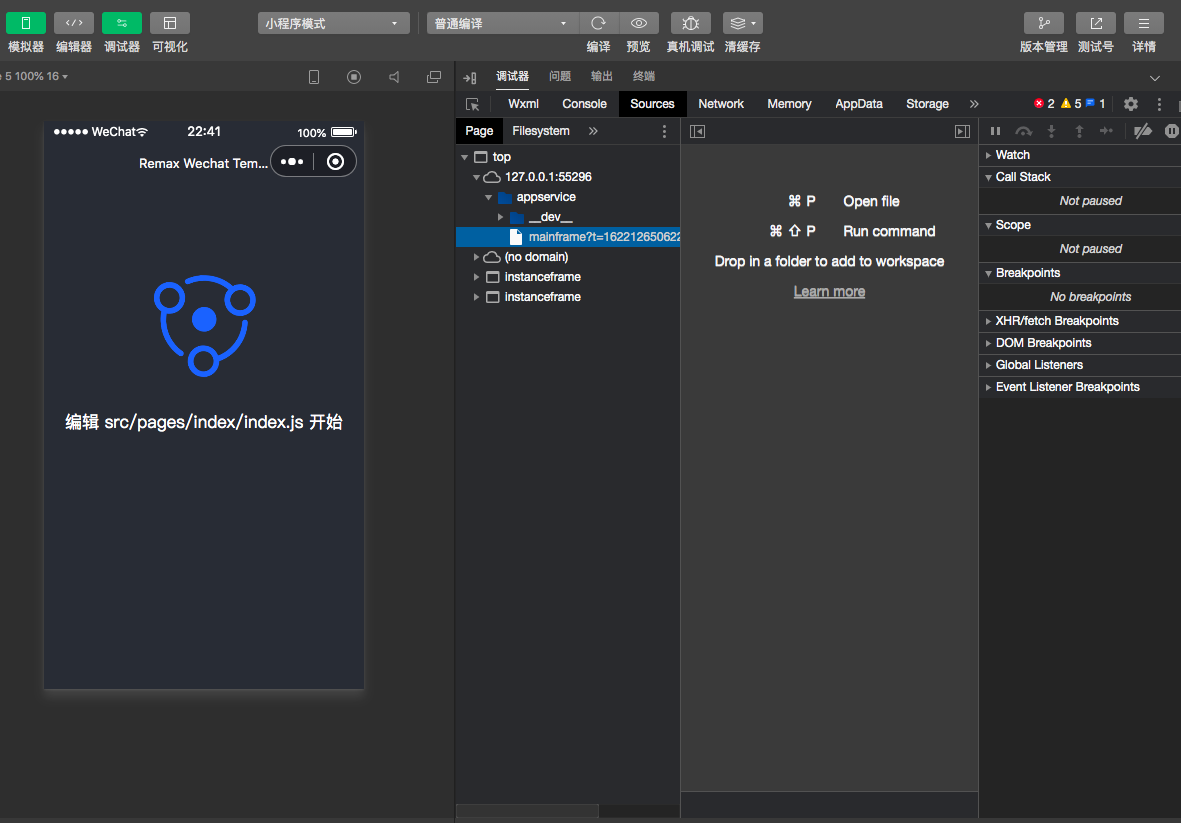 小程序模式
普通编译
模拟器 编辑器 调试器 可视化
编译 预览 真机调试 清缓存
版本管理 测试号 详情
5 100% 16
调试器 问题 输出 终端
Wxml Console Sources Network Memory AppData Storage » 2 5 1
Page Filesystem »
WeChat 22:41 100%
Remax Wechat Tem...
编辑 src/pages/index/index.js 开始
top
127.0.0.1:55296
appservice
__dev__
mainframe?t=162212650622
(no domain)
instanceframe
instanceframe
⌘ P Open file
⌘ ⇧ P Run command
Drop in a folder to add to workspace
Learn more
Watch
Call Stack
Not paused
Scope
Not paused
Breakpoints
No breakpoints
XHR/fetch Breakpoints
DOM Breakpoints
Global Listeners
Event Listener Breakpoints